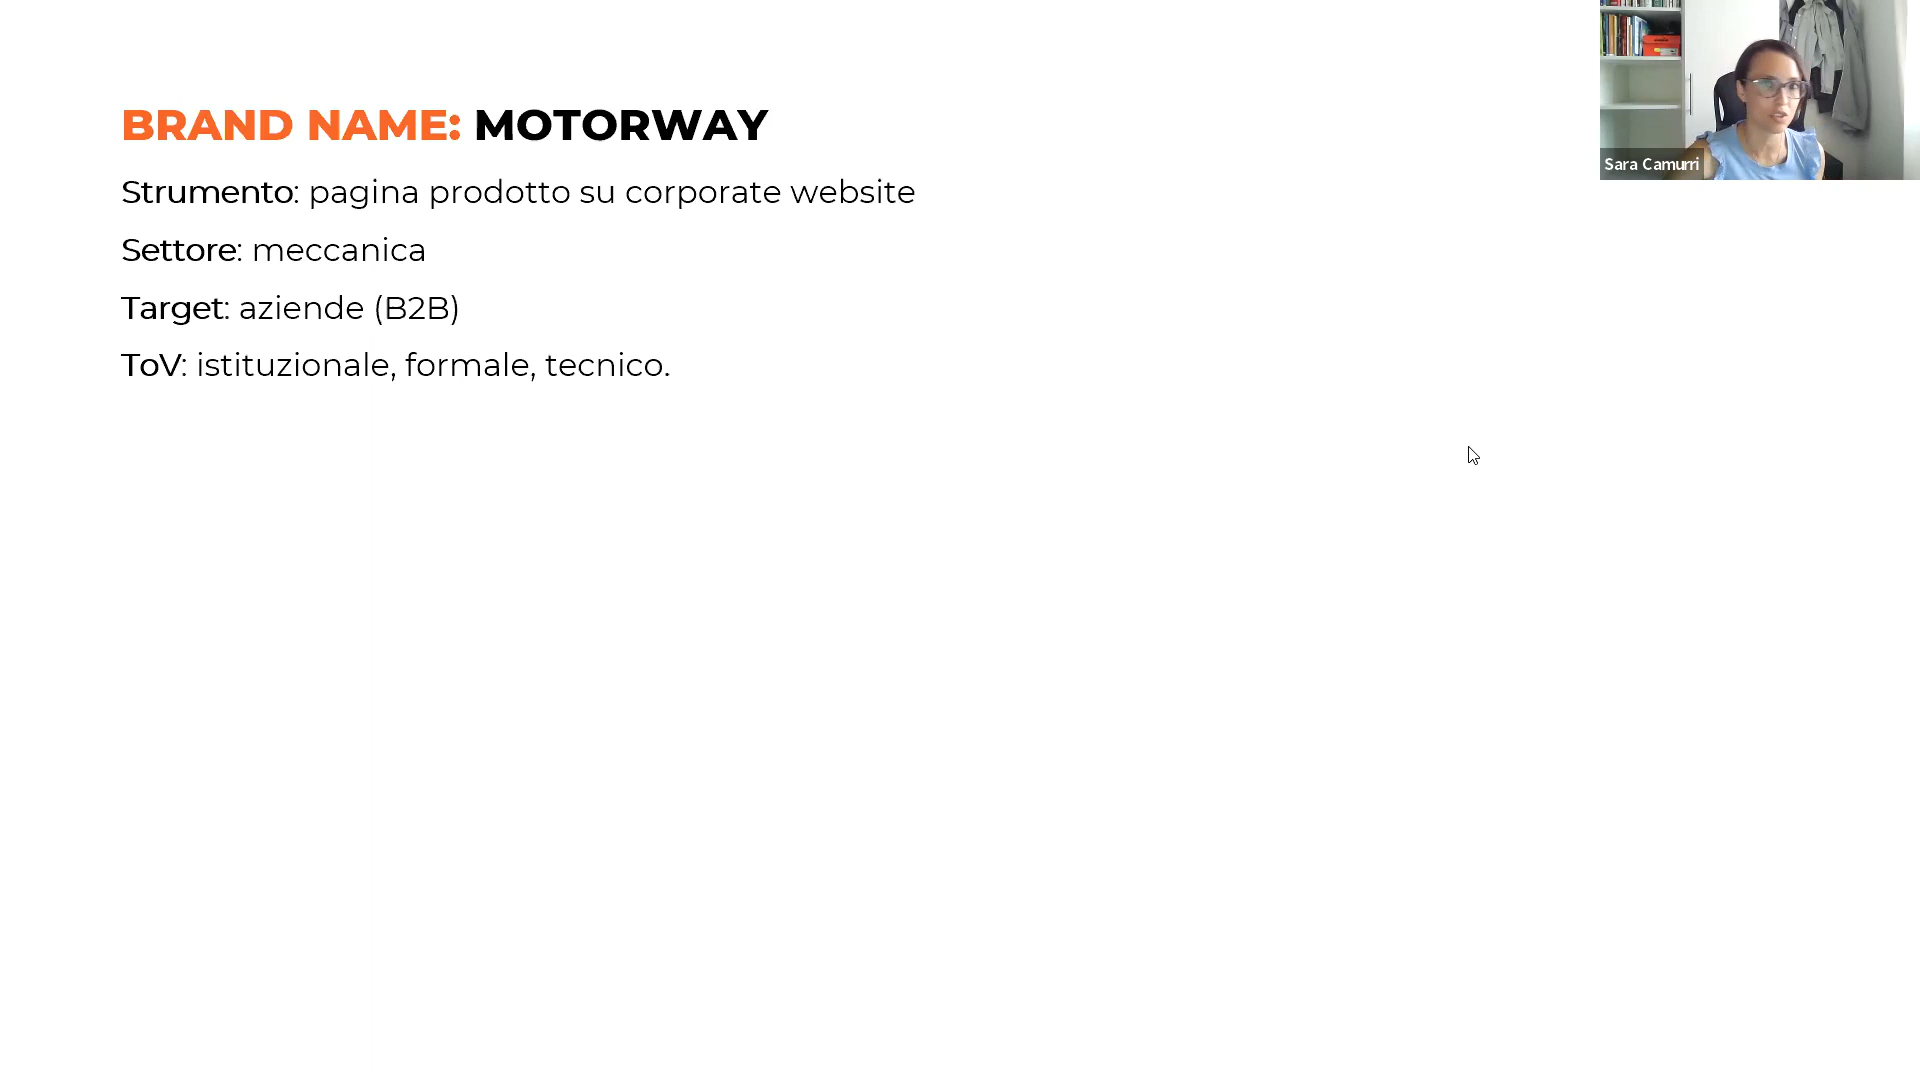 BRAND NAME: MOTORWAY
Strumento: pagina prodotto su corporate website
Settore: meccanica
Target: aziende (B2B)
ToV: istituzionale, formale, tecnico.
Sara Camurri